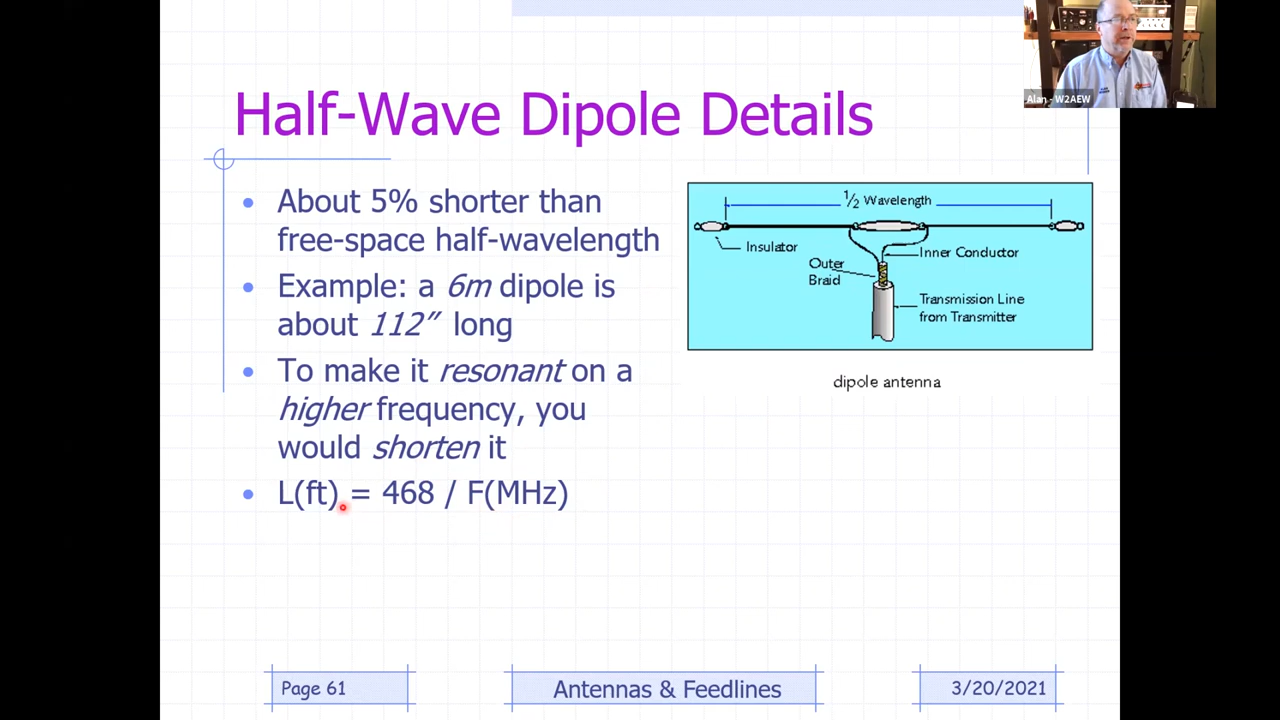 Alan - W2AEW
Half-Wave Dipole Details
• About 5% shorter than
free-space half-wavelength
• Example: a 6m dipole is
about 112” long
• To make it resonant on a
higher frequency, you
would shorten it
• L(ft) = 468 / F(MHz)
1/2 Wavelength
Insulator
Inner Conductor
Outer
Braid
Transmission Line
from Transmitter
dipole antenna
Page 61
Antennas & Feedlines
3/20/2021